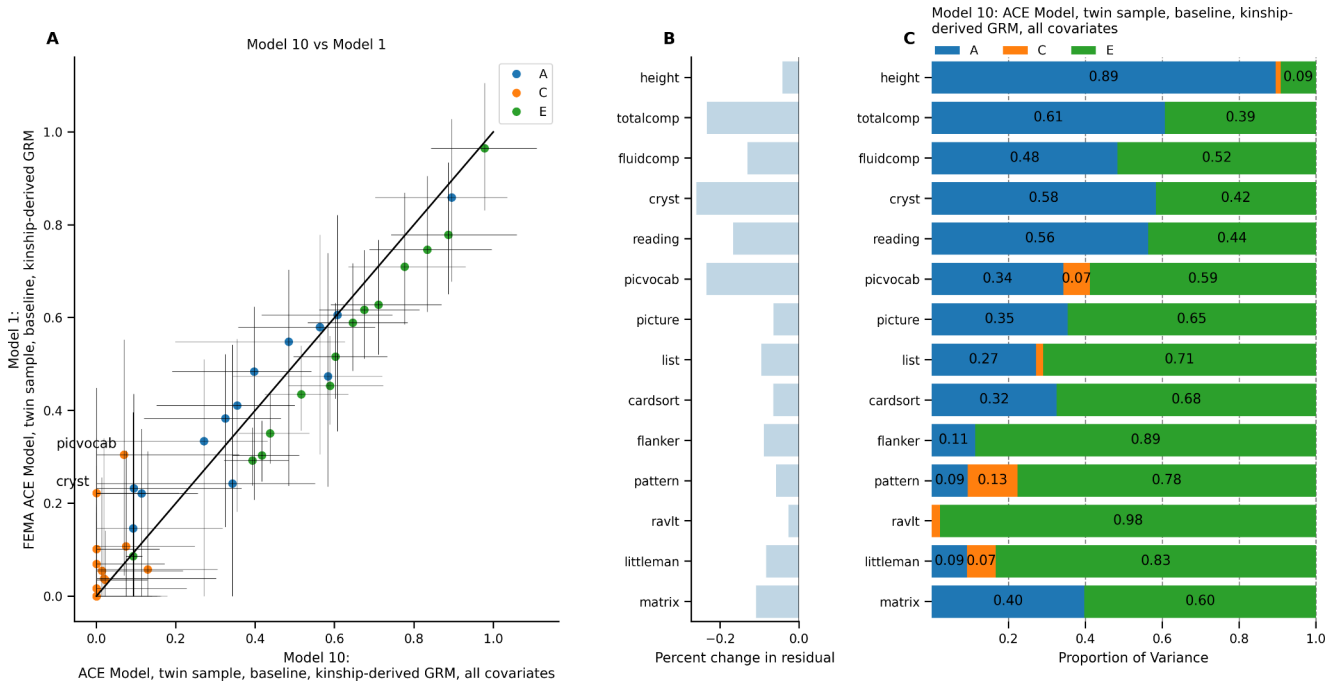 A
Model 10 vs Model 1
A
C
E
1.0
0.8
0.6
0.4
0.2
0.0
picvocab
cryst
Model 1:
FEMA ACE Model, twin sample, baseline, kinship-derived GRM
0.0 0.2 0.4 0.6 0.8 1.0
Model 10:
ACE Model, twin sample, baseline, kinship-derived GRM, all covariates
B
height
totalcomp
fluidcomp
cryst
reading
picvocab
picture
list
cardsort
flanker
pattern
ravlt
littleman
matrix
−0.2 0.0
Percent change in residual
Model 10: ACE Model, twin sample, baseline, kinship-
derived GRM, all covariates
C
A C E
height 0.89 0.09
totalcomp 0.61 0.39
fluidcomp 0.48 0.52
cryst 0.58 0.42
reading 0.56 0.44
picvocab 0.34 0.07 0.59
picture 0.35 0.65
list 0.27 0.71
cardsort 0.32 0.68
flanker 0.11 0.89
pattern 0.09 0.13 0.78
ravlt 0.98
littleman 0.09 0.07 0.83
matrix 0.40 0.60
0.2 0.4 0.6 0.8 1.0
Proportion of Variance